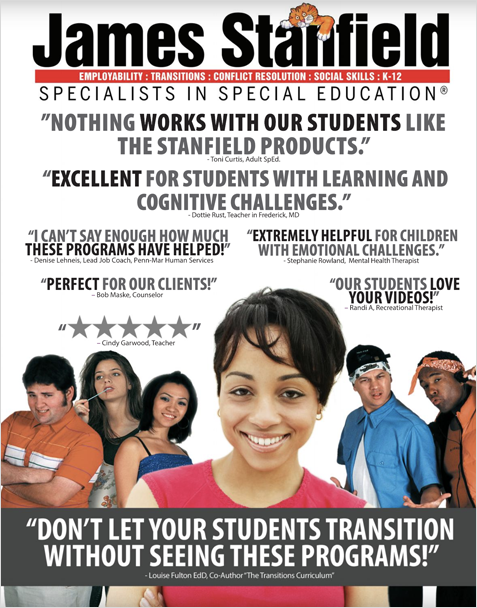 James Stanfield
EMPLOYABILITY : TRANSITIONS : CONFLICT RESOLUTION : SOCIAL SKILLS : K-12
SPECIALISTS IN SPECIAL EDUCATION®
"NOTHING WORKS WITH OUR STUDENTS LIKE
THE STANFIELD PRODUCTS."
- Toni Curtis, Adult SpEd.
"EXCELLENT FOR STUDENTS WITH LEARNING AND
COGNITIVE CHALLENGES."
- Dottie Rust, Teacher in Frederick, MD
"I CAN'T SAY ENOUGH HOW MUCH
THESE PROGRAMS HAVE HELPED!"
- Denise Lehneis, Lead Job Coach, Penn-Mar Human Services
"EXTREMELY HELPFUL FOR CHILDREN
WITH EMOTIONAL CHALLENGES."
- Stephanie Rowland, Mental Health Therapist
"PERFECT FOR OUR CLIENTS!"
– Bob Maske, Counselor
"OUR STUDENTS LOVE
YOUR VIDEOS!"
– Randi A, Recreational Therapist
"★★★★★"
– Cindy Garwood, Teacher
"DON'T LET YOUR STUDENTS TRANSITION
WITHOUT SEEING THESE PROGRAMS!"
- Louise Fulton EdD, Co-Author "The Transitions Curriculum"